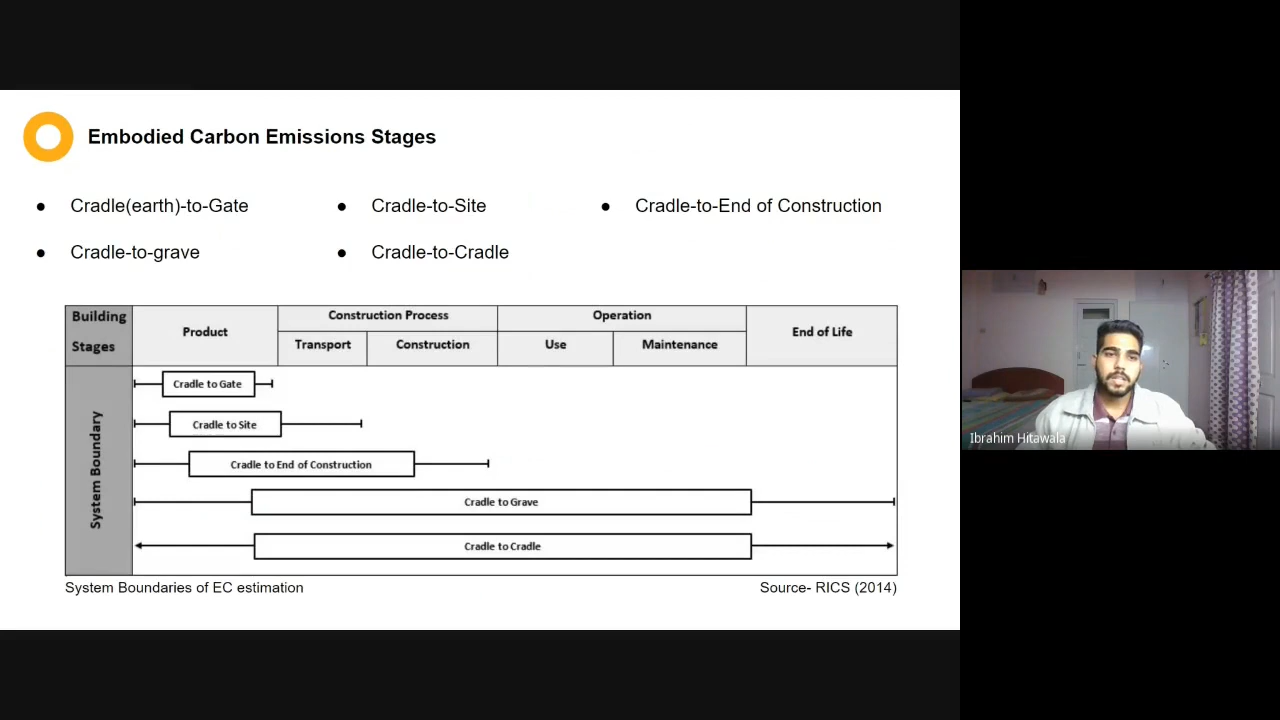 Embodied Carbon Emissions Stages
● Cradle(earth)-to-Gate
● Cradle-to-Site
● Cradle-to-End of Construction
● Cradle-to-grave
● Cradle-to-Cradle
Building Stages
Product
Construction Process
Transport
Construction
Operation
Use
Maintenance
End of Life
System Boundary
Cradle to Gate
Cradle to Site
Cradle to End of Construction
Cradle to Grave
Cradle to Cradle
System Boundaries of EC estimation
Source- RICS (2014)
Ibrahim Hitawala